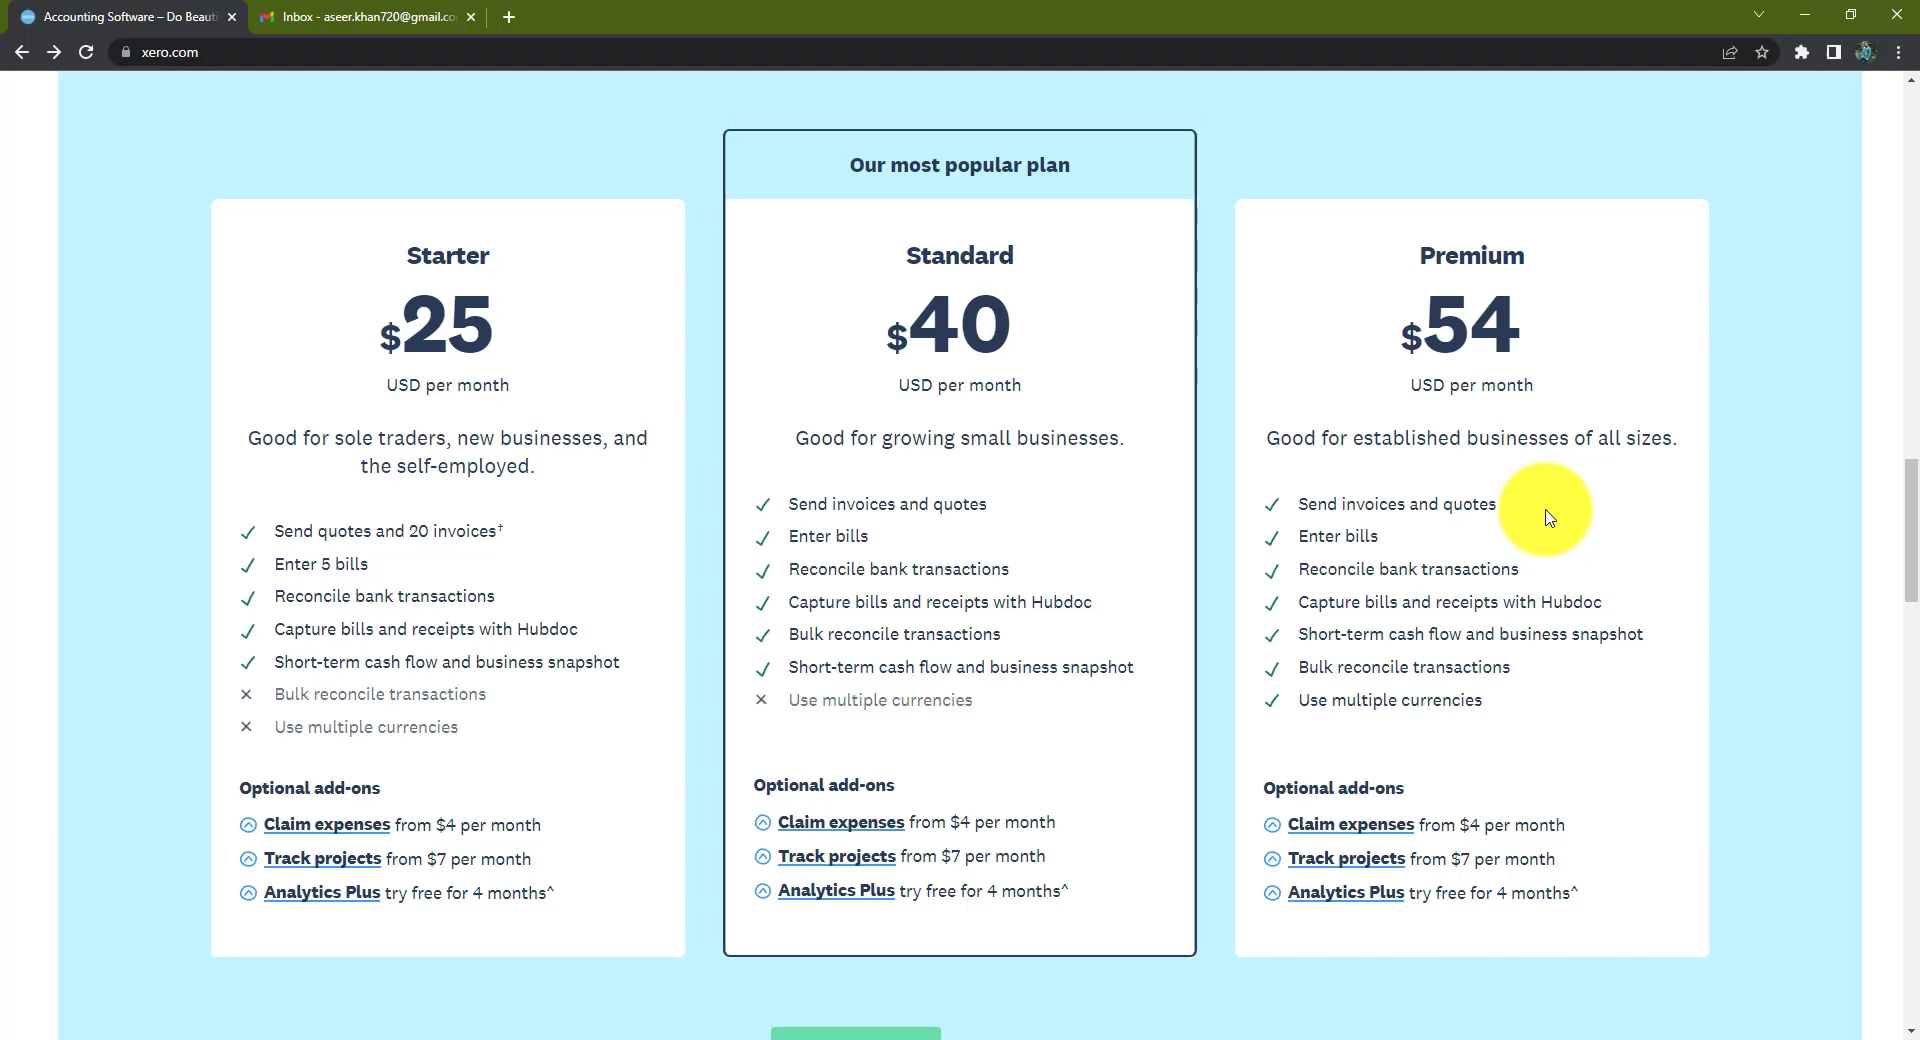 Accounting Software – Do Beauti
Inbox - aseer.khan720@gmail.co
xero.com
Our most popular plan
Starter
$25
USD per month
Good for sole traders, new businesses, and
the self-employed.
Send quotes and 20 invoices†
Enter 5 bills
Reconcile bank transactions
Capture bills and receipts with Hubdoc
Short-term cash flow and business snapshot
Bulk reconcile transactions
Use multiple currencies
Optional add-ons
Claim expenses from $4 per month
Track projects from $7 per month
Analytics Plus try free for 4 months^
Standard
$40
USD per month
Good for growing small businesses.
Send invoices and quotes
Enter bills
Reconcile bank transactions
Capture bills and receipts with Hubdoc
Bulk reconcile transactions
Short-term cash flow and business snapshot
Use multiple currencies
Optional add-ons
Claim expenses from $4 per month
Track projects from $7 per month
Analytics Plus try free for 4 months^
Premium
$54
USD per month
Good for established businesses of all sizes.
Send invoices and quotes
Enter bills
Reconcile bank transactions
Capture bills and receipts with Hubdoc
Short-term cash flow and business snapshot
Bulk reconcile transactions
Use multiple currencies
Optional add-ons
Claim expenses from $4 per month
Track projects from $7 per month
Analytics Plus try free for 4 months^